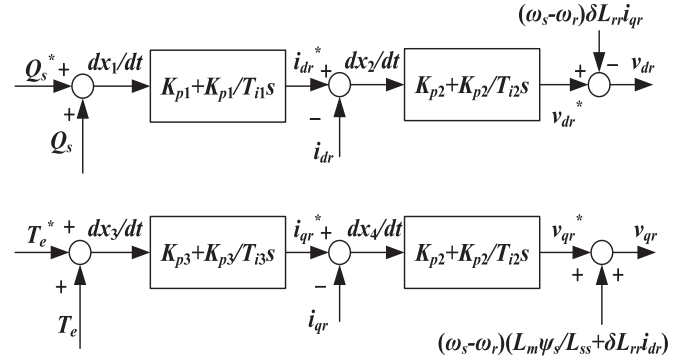 (ωs-ωr)δLrriqr
Qs* + dx1/dt Kp1+Kp1/Ti1s idr* + dx2/dt Kp2+Kp2/Ti2s + − vdr
+ − vdr*
Qs idr
Te* + dx3/dt Kp3+Kp3/Ti3s iqr* + dx4/dt Kp2+Kp2/Ti2s vqr* vqr
+ − + +
Te iqr
(ωs-ωr)(Lmψs/Lss+δLrridr)